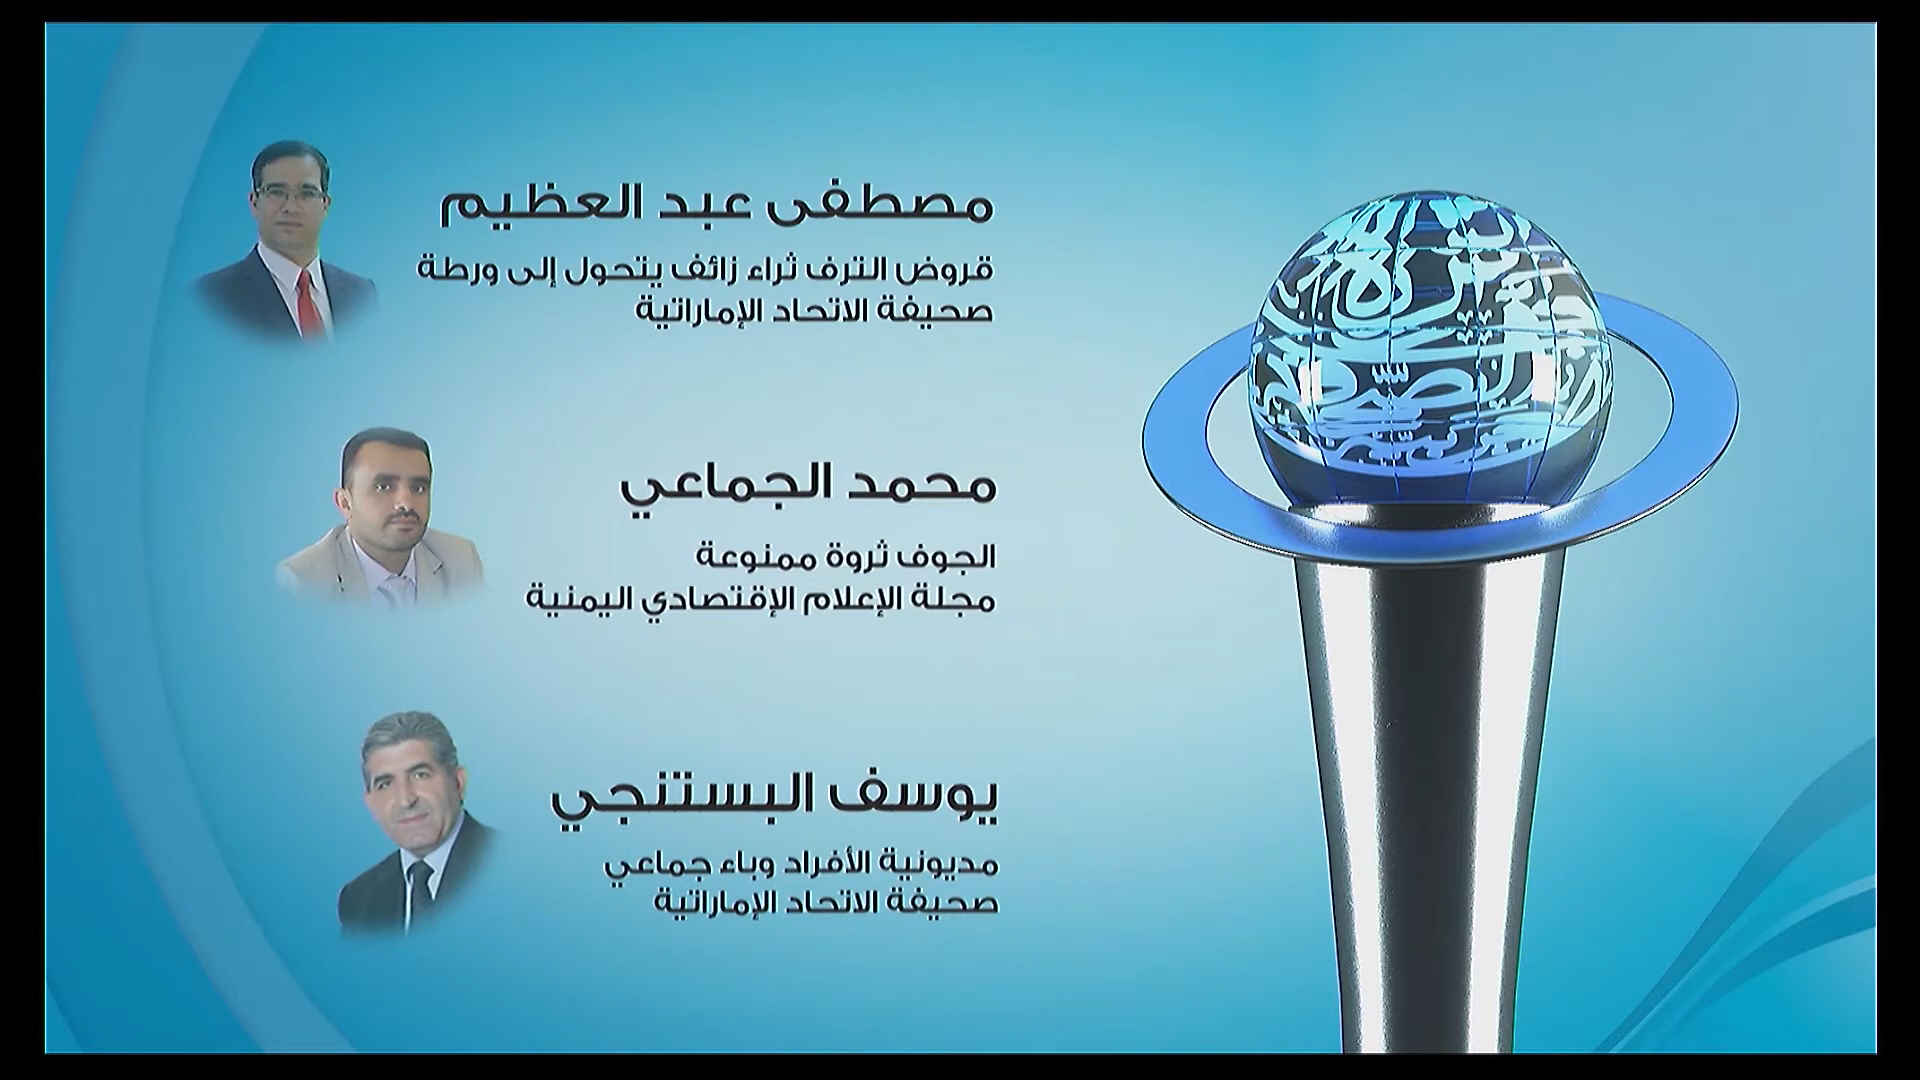 مصطفى عبد العظيم
قروض الترف ثراء زائف يتحول إلى ورطة
صحيفة الاتحاد الإماراتية
محمد الجماعي
الجوف ثروة ممنوعة
مجلة الإعلام الإقتصادي اليمنية
يوسف البستنجي
مديونية الأفراد وباء جماعي
صحيفة الاتحاد الإماراتية